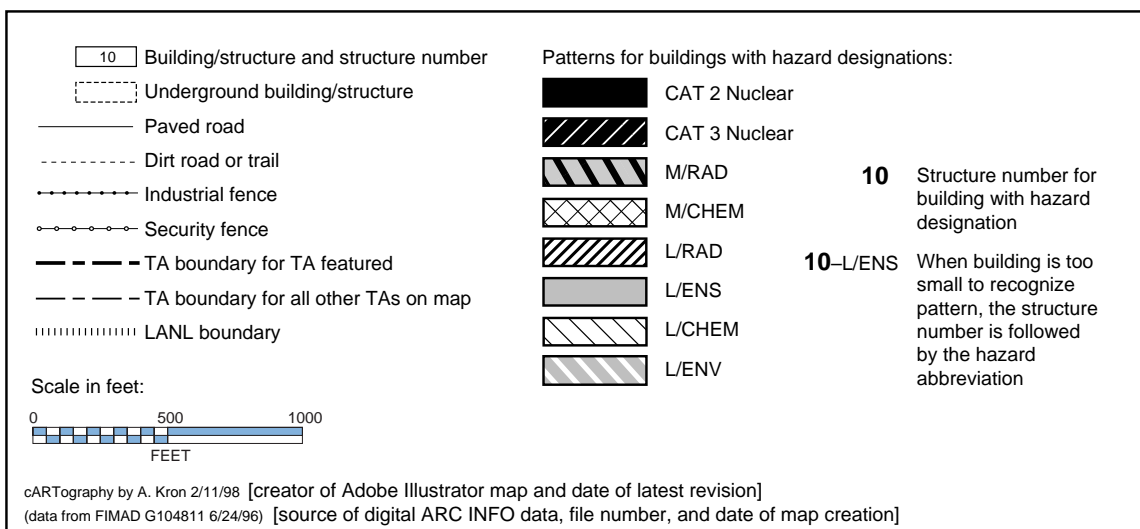 10 Building/structure and structure number
Underground building/structure
Paved road
Dirt road or trail
Industrial fence
Security fence
TA boundary for TA featured
TA boundary for all other TAs on map
LANL boundary
Scale in feet:
0 500 1000
FEET
Patterns for buildings with hazard designations:
CAT 2 Nuclear
CAT 3 Nuclear
M/RAD
M/CHEM
L/RAD
L/ENS
L/CHEM
L/ENV
10 Structure number for
building with hazard
designation
10–L/ENS When building is too
small to recognize
pattern, the structure
number is followed
by the hazard
abbreviation
cARTography by A. Kron 2/11/98 [creator of Adobe Illustrator map and date of latest revision]
(data from FIMAD G104811 6/24/96) [source of digital ARC INFO data, file number, and date of map creation]